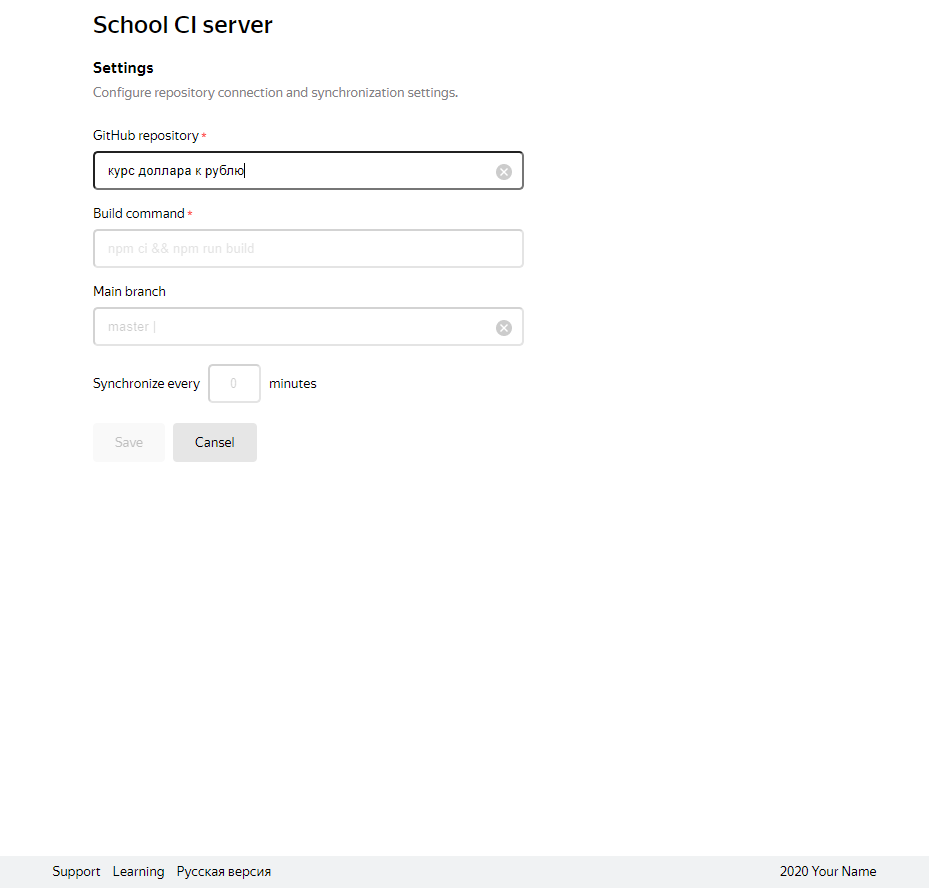 School CI server
Settings
Configure repository connection and synchronization settings.
GitHub repository *
курс доллара к рублю
Build command *
npm ci && npm run build
Main branch
master |
Synchronize every 0 minutes
Save Cansel
Support Learning Русская версия 2020 Your Name